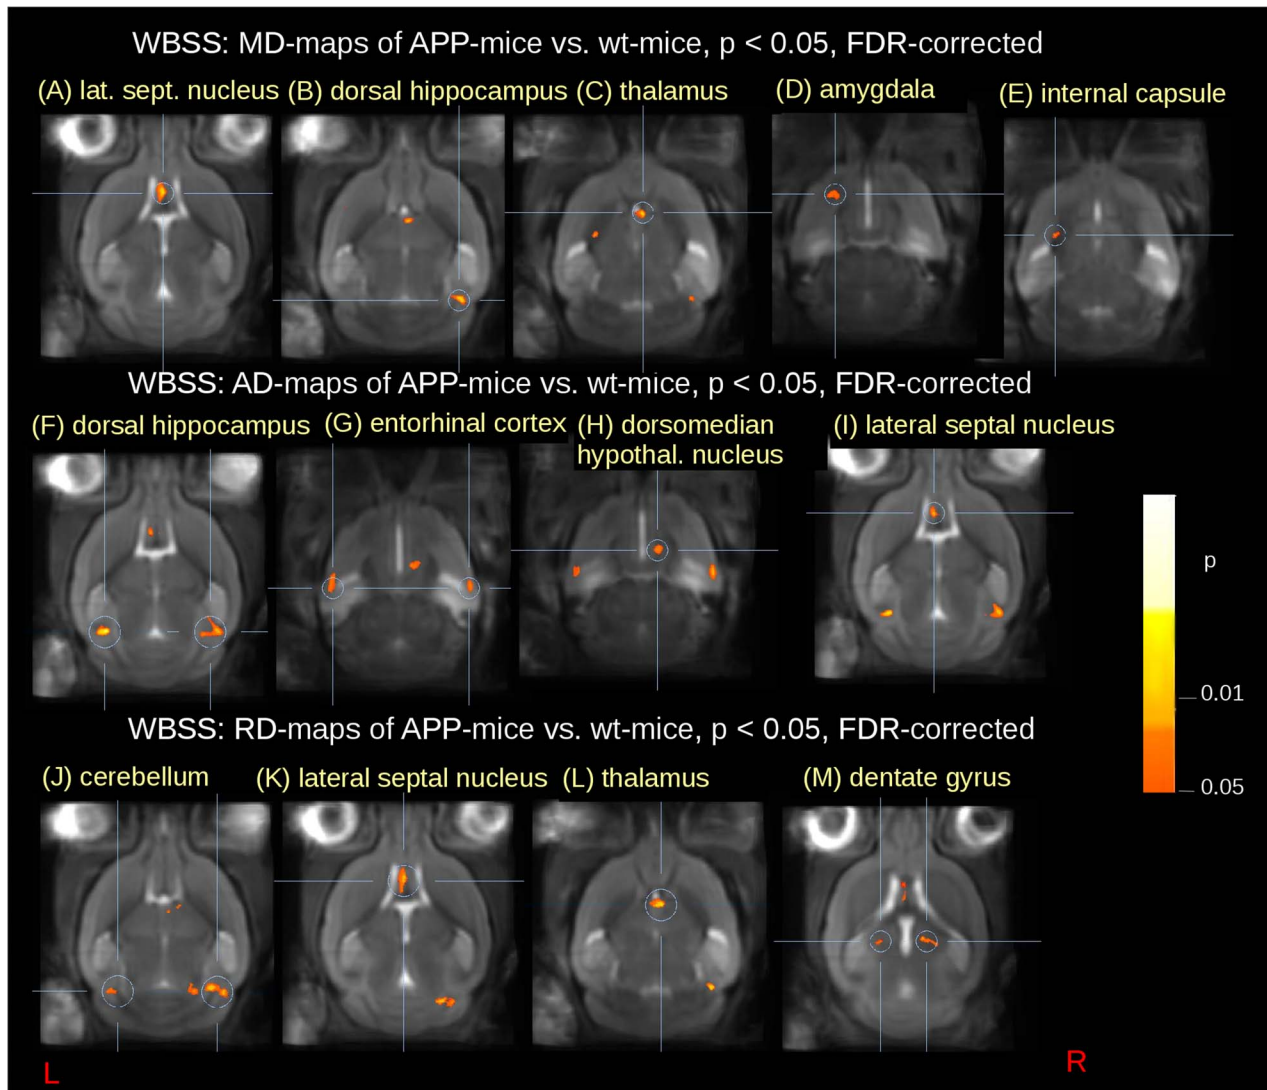 WBSS: MD-maps of APP-mice vs. wt-mice, p < 0.05, FDR-corrected
(A) lat. sept. nucleus (B) dorsal hippocampus (C) thalamus (D) amygdala (E) internal capsule
WBSS: AD-maps of APP-mice vs. wt-mice, p < 0.05, FDR-corrected
(F) dorsal hippocampus (G) entorhinal cortex (H) dorsomedian (I) lateral septal nucleus
hypothal. nucleus
p
0.01
WBSS: RD-maps of APP-mice vs. wt-mice, p < 0.05, FDR-corrected
(J) cerebellum (K) lateral septal nucleus (L) thalamus (M) dentate gyrus
0.05
L R